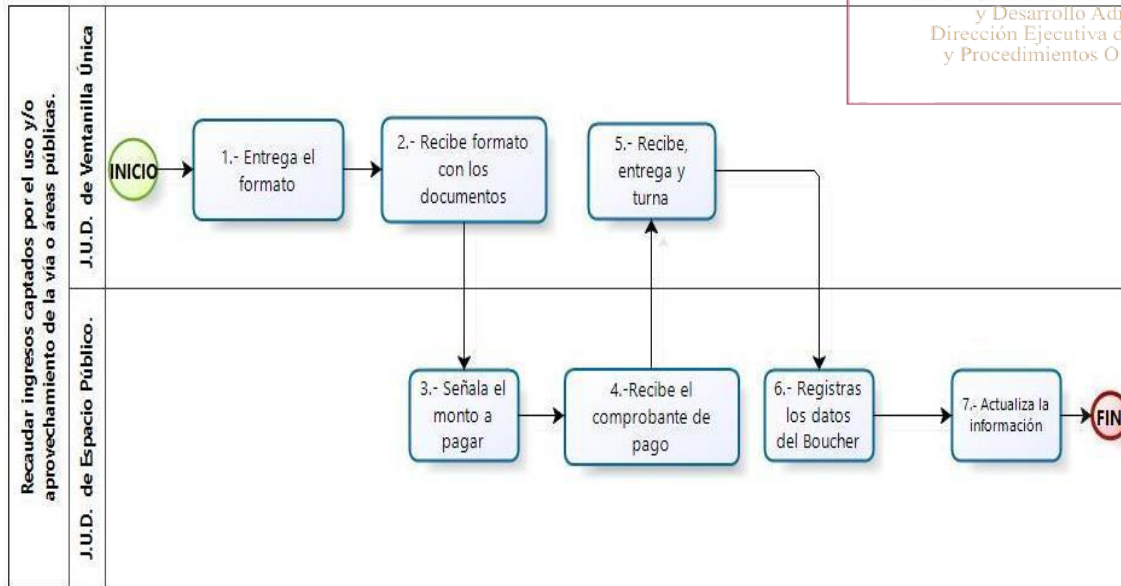 y Desarrollo
Dirección Ejecutiva
y Procedimientos
Recaudar ingresos captados por el uso y/o
aprovechamiento de la vía o áreas públicas.
J.U.D. de Ventanilla Única
INICIO
1.- Entrega el
formato
2.- Recibe formato
con los
documentos
5.- Recibe,
entrega y
turna
J.U.D. de Espacio Público.
3.- Señala el
monto a
pagar
4.-Recibe el
comprobante de
pago
6.- Registras
los datos
del Boucher
7.- Actualiza la
información
FIN